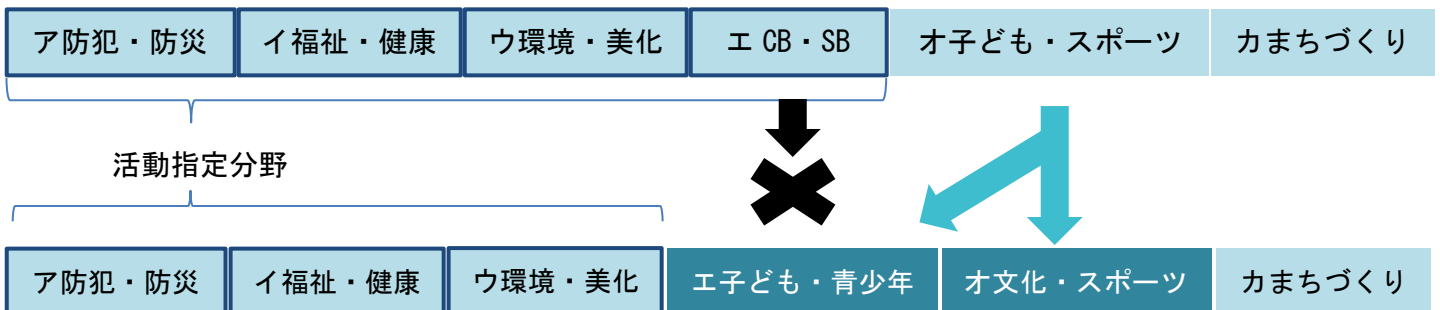 ア防犯・防災 イ福祉・健康 ウ環境・美化 エ CB・SB オ子ども・スポーツ カまちづくり
活動指定分野
ア防犯・防災 イ福祉・健康 ウ環境・美化 エ子ども・青少年 オ文化・スポーツ カまちづくり